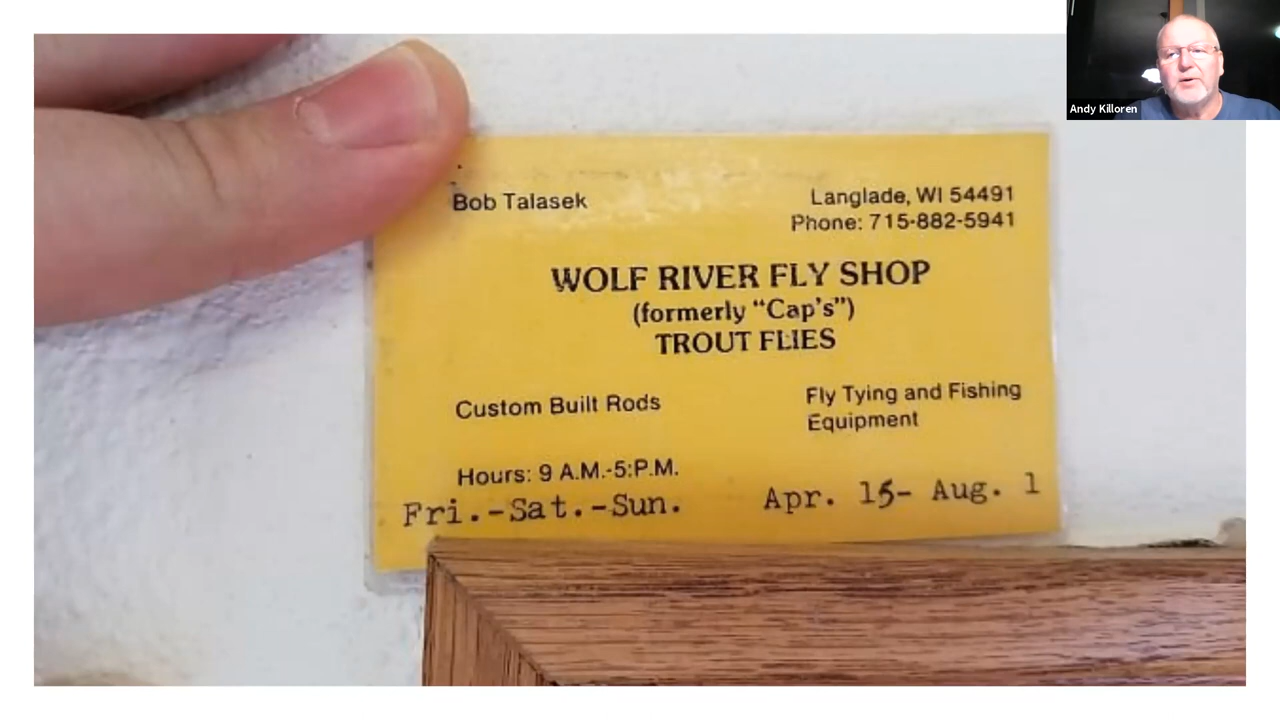 Andy Killoren
Bob Talasek
Langlade, WI 54491
Phone: 715-882-5941
WOLF RIVER FLY SHOP
(formerly “Cap's”)
TROUT FLIES
Custom Built Rods
Fly Tying and Fishing
Equipment
Hours: 9 A.M.-5:P.M.
Fri.-Sat.-Sun.
Apr. 15- Aug. 1